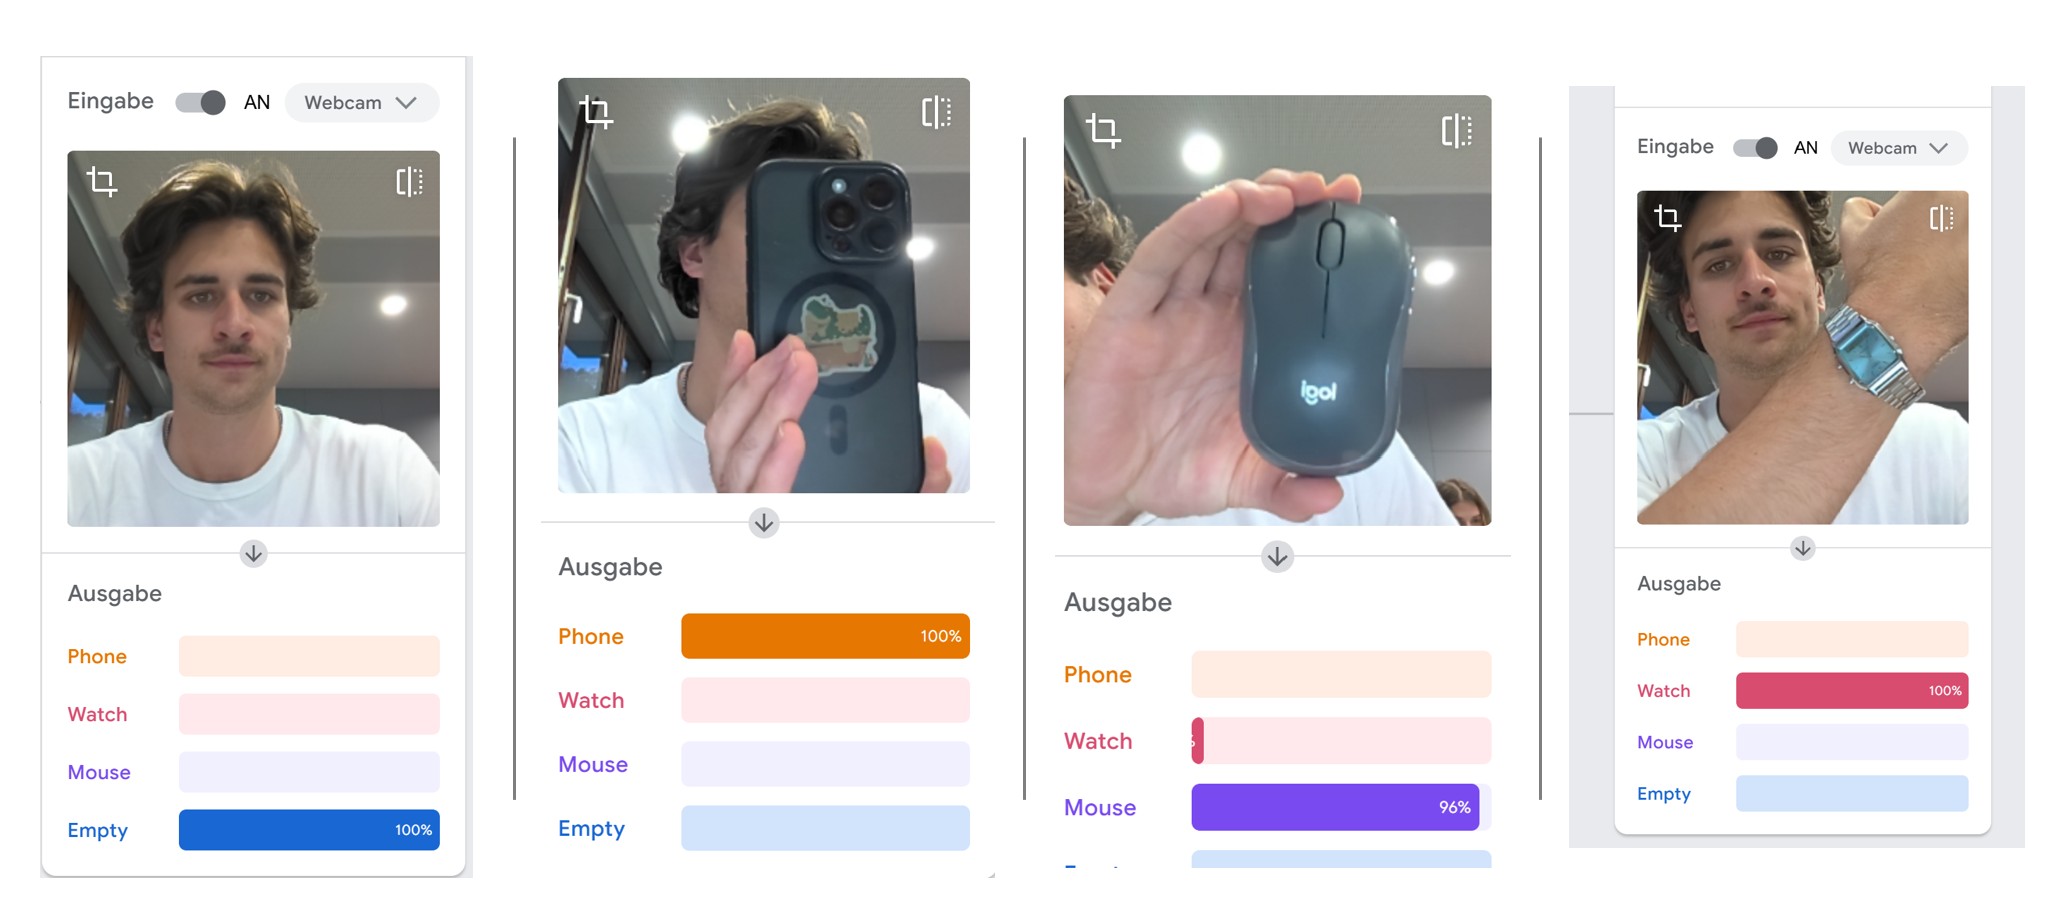 Eingabe AN Webcam
Ausgabe
Phone
Watch
Mouse
Empty 100%
Ausgabe
Phone 100%
Watch
Mouse
Empty
igol
Ausgabe
Phone
Watch
Mouse 96%
Eingabe AN Webcam
Ausgabe
Phone
Watch 100%
Mouse
Empty